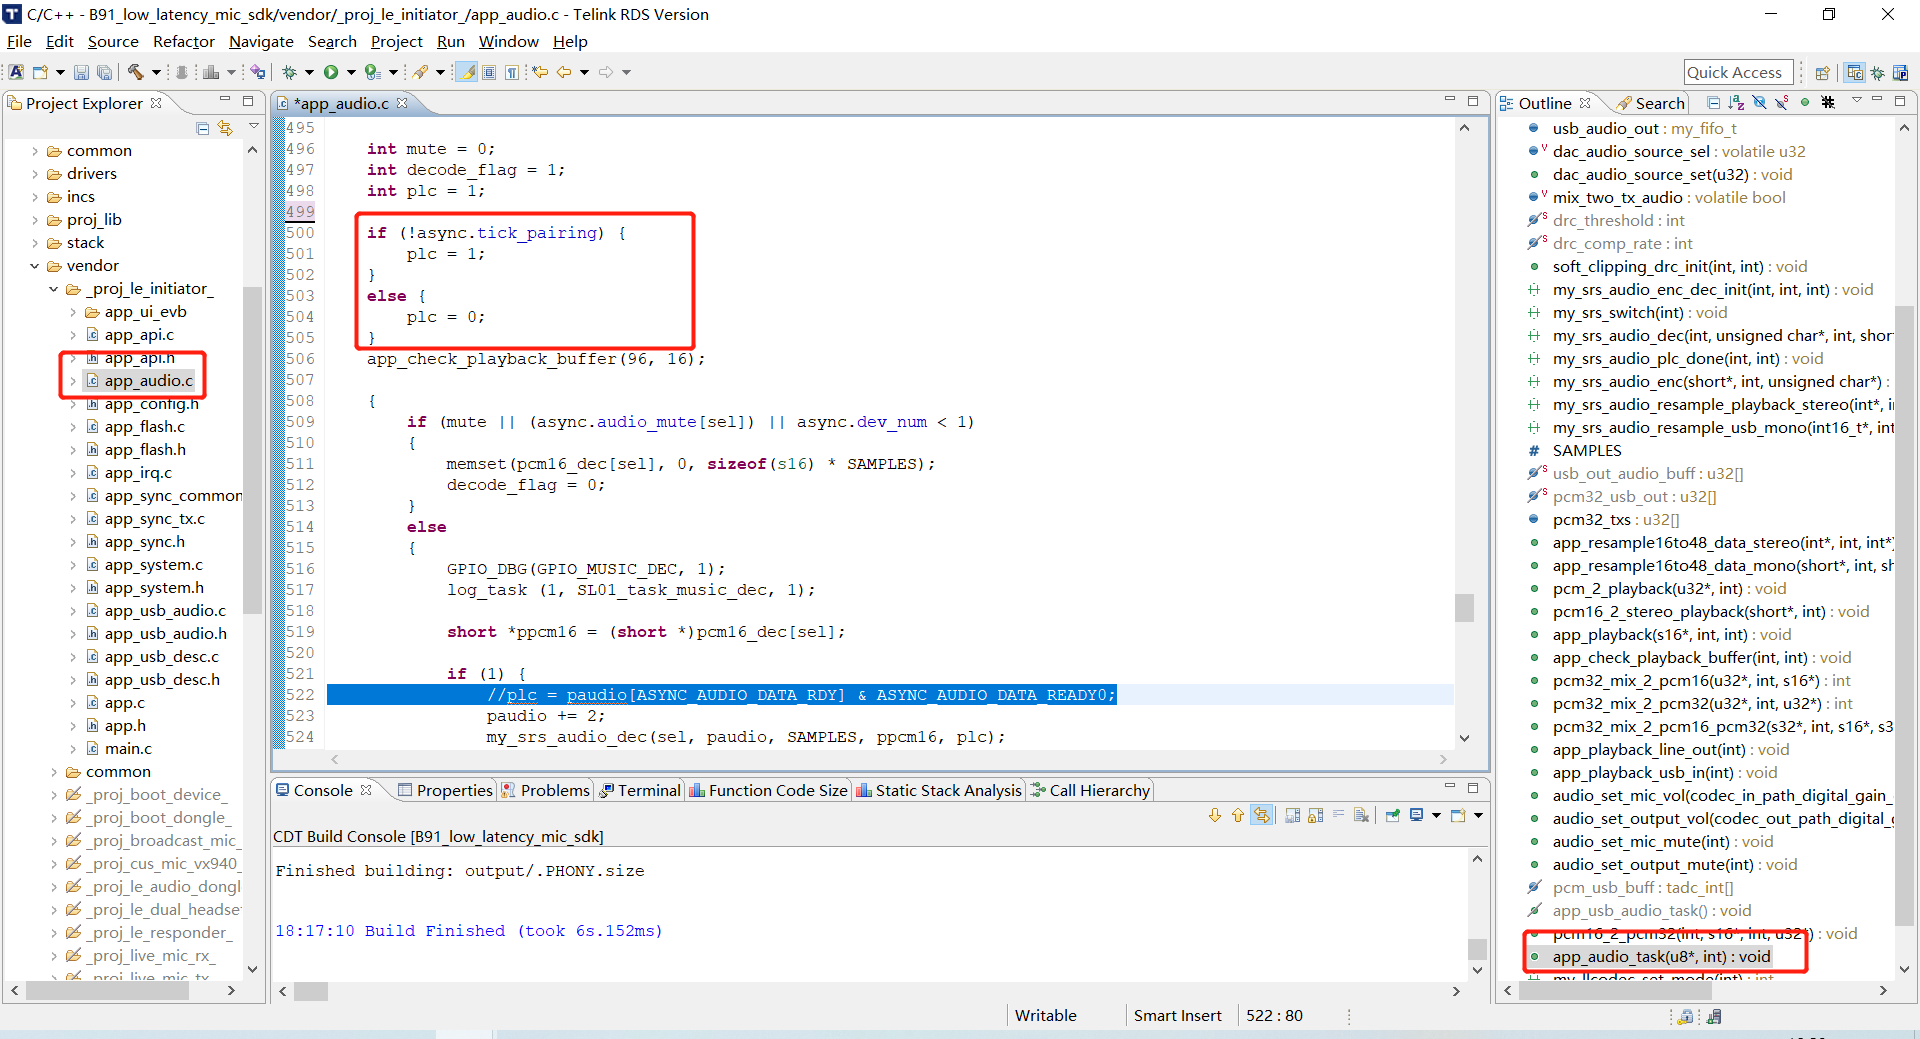 C/C++ - B91_low_latency_mic_sdk/vendor/_proj_le_initiator_/app_audio.c - Telink RDS Version
File Edit Source Refactor Navigate Search Project Run Window Help
Quick Access
Project Explorer
common
drivers
incs
proj_lib
stack
vendor
_proj_le_initiator_
app_ui_evb
app_api.c
app_api.h
app_audio.c
app_config.h
app_flash.c
app_flash.h
app_irq.c
app_sync_common
app_sync_tx.c
app_sync.h
app_system.c
app_system.h
app_usb_audio.c
app_usb_audio.h
app_usb_desc.c
app_usb_desc.h
app.c
app.h
main.c
common
_proj_boot_device_
_proj_boot_dongle_
_proj_broadcast_mic_
_proj_cus_mic_vx940_
_proj_le_audio_dongl
_proj_le_dual_headse
_proj_le_responder_
_proj_live_mic_rx_
_proj_live_mic_tx
*app_audio.c
495
496 int mute = 0;
497 int decode_flag = 1;
498 int plc = 1;
499
500 if (!async.tick_pairing) {
501 plc = 1;
502 }
503 else {
504 plc = 0;
505 }
506 app_check_playback_buffer(96, 16);
507
508 {
509 if (mute || (async.audio_mute[sel]) || async.dev_num < 1)
510 {
511 memset(pcm16_dec[sel], 0, sizeof(s16) * SAMPLES);
512 decode_flag = 0;
513 }
514 else
515 {
516 GPIO_DBG(GPIO_MUSIC_DEC, 1);
517 log_task (1, SL01_task_music_dec, 1);
518
519 short *ppcm16 = (short *)pcm16_dec[sel];
520
521 if (1) {
522 //plc = paudio[ASYNC_AUDIO_DATA_RDY] & ASYNC_AUDIO_DATA_READY0;
523 paudio += 2;
524 my_srs_audio_dec(sel, paudio, SAMPLES, ppcm16, plc);
Console Properties Problems Terminal Function Code Size Static Stack Analysis Call Hierarchy
CDT Build Console [B91_low_latency_mic_sdk]
Finished building: output/.PHONY.size
18:17:10 Build Finished (took 6s.152ms)
Outline Search
usb_audio_out : my_fifo_t
dac_audio_source_sel : volatile u32
dac_audio_source_set(u32) : void
mix_two_tx_audio : volatile bool
drc_threshold : int
drc_comp_rate : int
soft_clipping_drc_init(int, int) : void
my_srs_audio_enc_dec_init(int, int, int) : void
my_srs_switch(int) : void
my_srs_audio_dec(int, unsigned char*, int, shor
my_srs_audio_plc_done(int, int) : void
my_srs_audio_enc(short*, int, unsigned char*) :
my_srs_audio_resample_playback_stereo(int*, i
my_srs_audio_resample_usb_mono(int16_t*, int
SAMPLES
usb_out_audio_buff : u32[]
pcm32_usb_out : u32[]
pcm32_txs : u32[]
app_resample16to48_data_stereo(int*, int, int*)
app_resample16to48_data_mono(short*, int, sh
pcm_2_playback(u32*, int) : void
pcm16_2_stereo_playback(short*, int) : void
app_playback(s16*, int, int) : void
app_check_playback_buffer(int, int) : void
pcm32_mix_2_pcm16(u32*, int, s16*) : int
pcm32_mix_2_pcm32(u32*, int, u32*) : int
pcm32_mix_2_pcm16_pcm32(s32*, int, s16*, s3
app_playback_line_out(int) : void
app_playback_usb_in(int) : void
audio_set_mic_vol(codec_in_path_digital_gain_
audio_set_output_vol(codec_out_path_digital_g
audio_set_mic_mute(int) : void
audio_set_output_mute(int) : void
pcm_usb_buff : tadc_int[]
app_usb_audio_task() : void
pcm16_2_pcm32(int, s16*, int, u32*) : void
app_audio_task(u8*, int) : void
my_llcodec_set_mode(int) : int
Writable Smart Insert 522 : 80